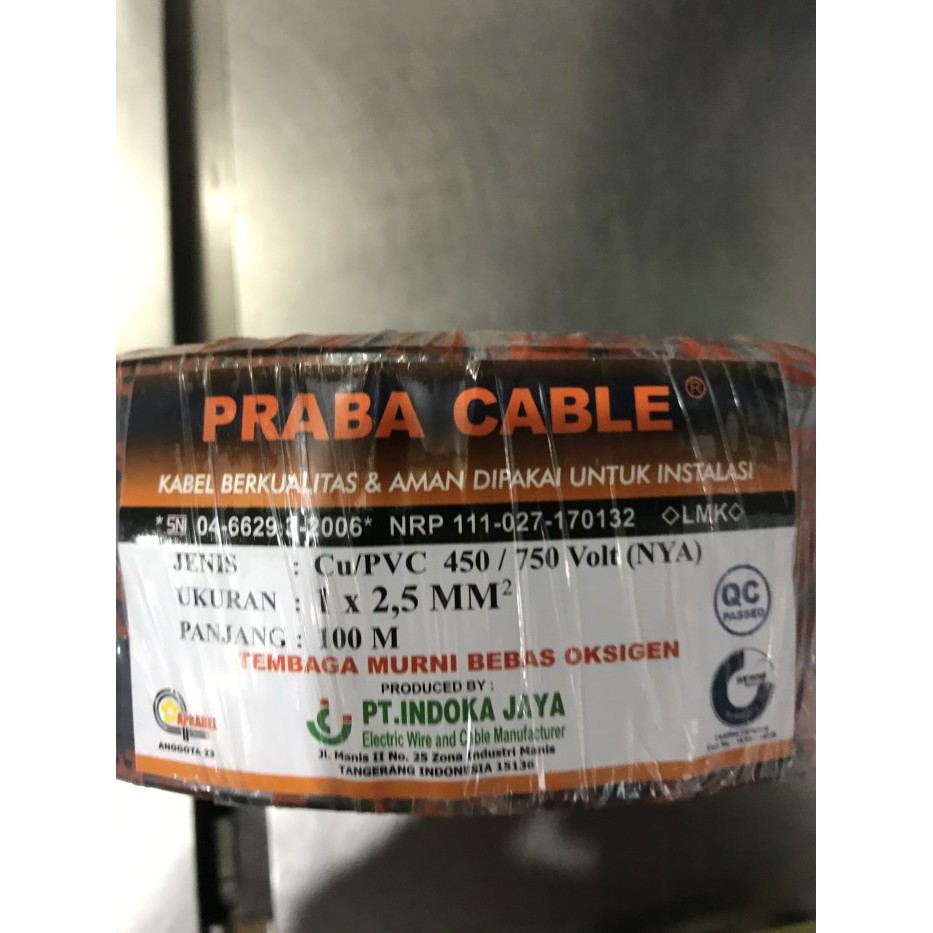 PRABA CABLE ®
KABEL BERKUALITAS & AMAN DIPAKAI UNTUK INSTALASI
*SNI 04-6629.3-2006* NRP 111-027-170132 ◇LMK◇
JENIS : Cu/PVC 450 / 750 Volt (NYA)
UKURAN : 1 x 2,5 MM²
PANJANG : 100 M
QC
PASSED
TEMBAGA MURNI BEBAS OKSIGEN
PRODUCED BY :
PT.INDOKA JAYA
Electric Wire and Cable Manufacturer
Jl. Manis II No. 25 Zona Industri Manis
TANGERANG INDONESIA 15136
APKABEL
ANGGOTA 23